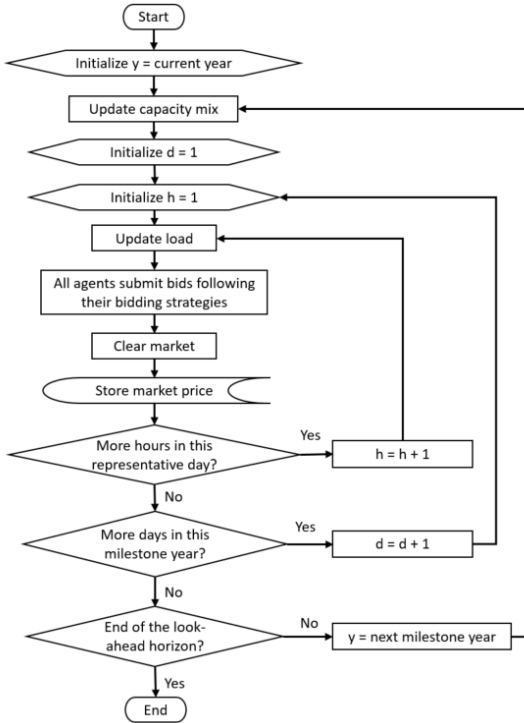 Start
Initialize y = current year
Update capacity mix
Initialize d = 1
Initialize h = 1
Update load
All agents submit bids following
their bidding strategies
Clear market
Store market price
More hours in this
representative day?
Yes
h = h + 1
No
More days in this
milestone year?
Yes
d = d + 1
No
End of the look-
ahead horizon?
No
y = next milestone year
Yes
End